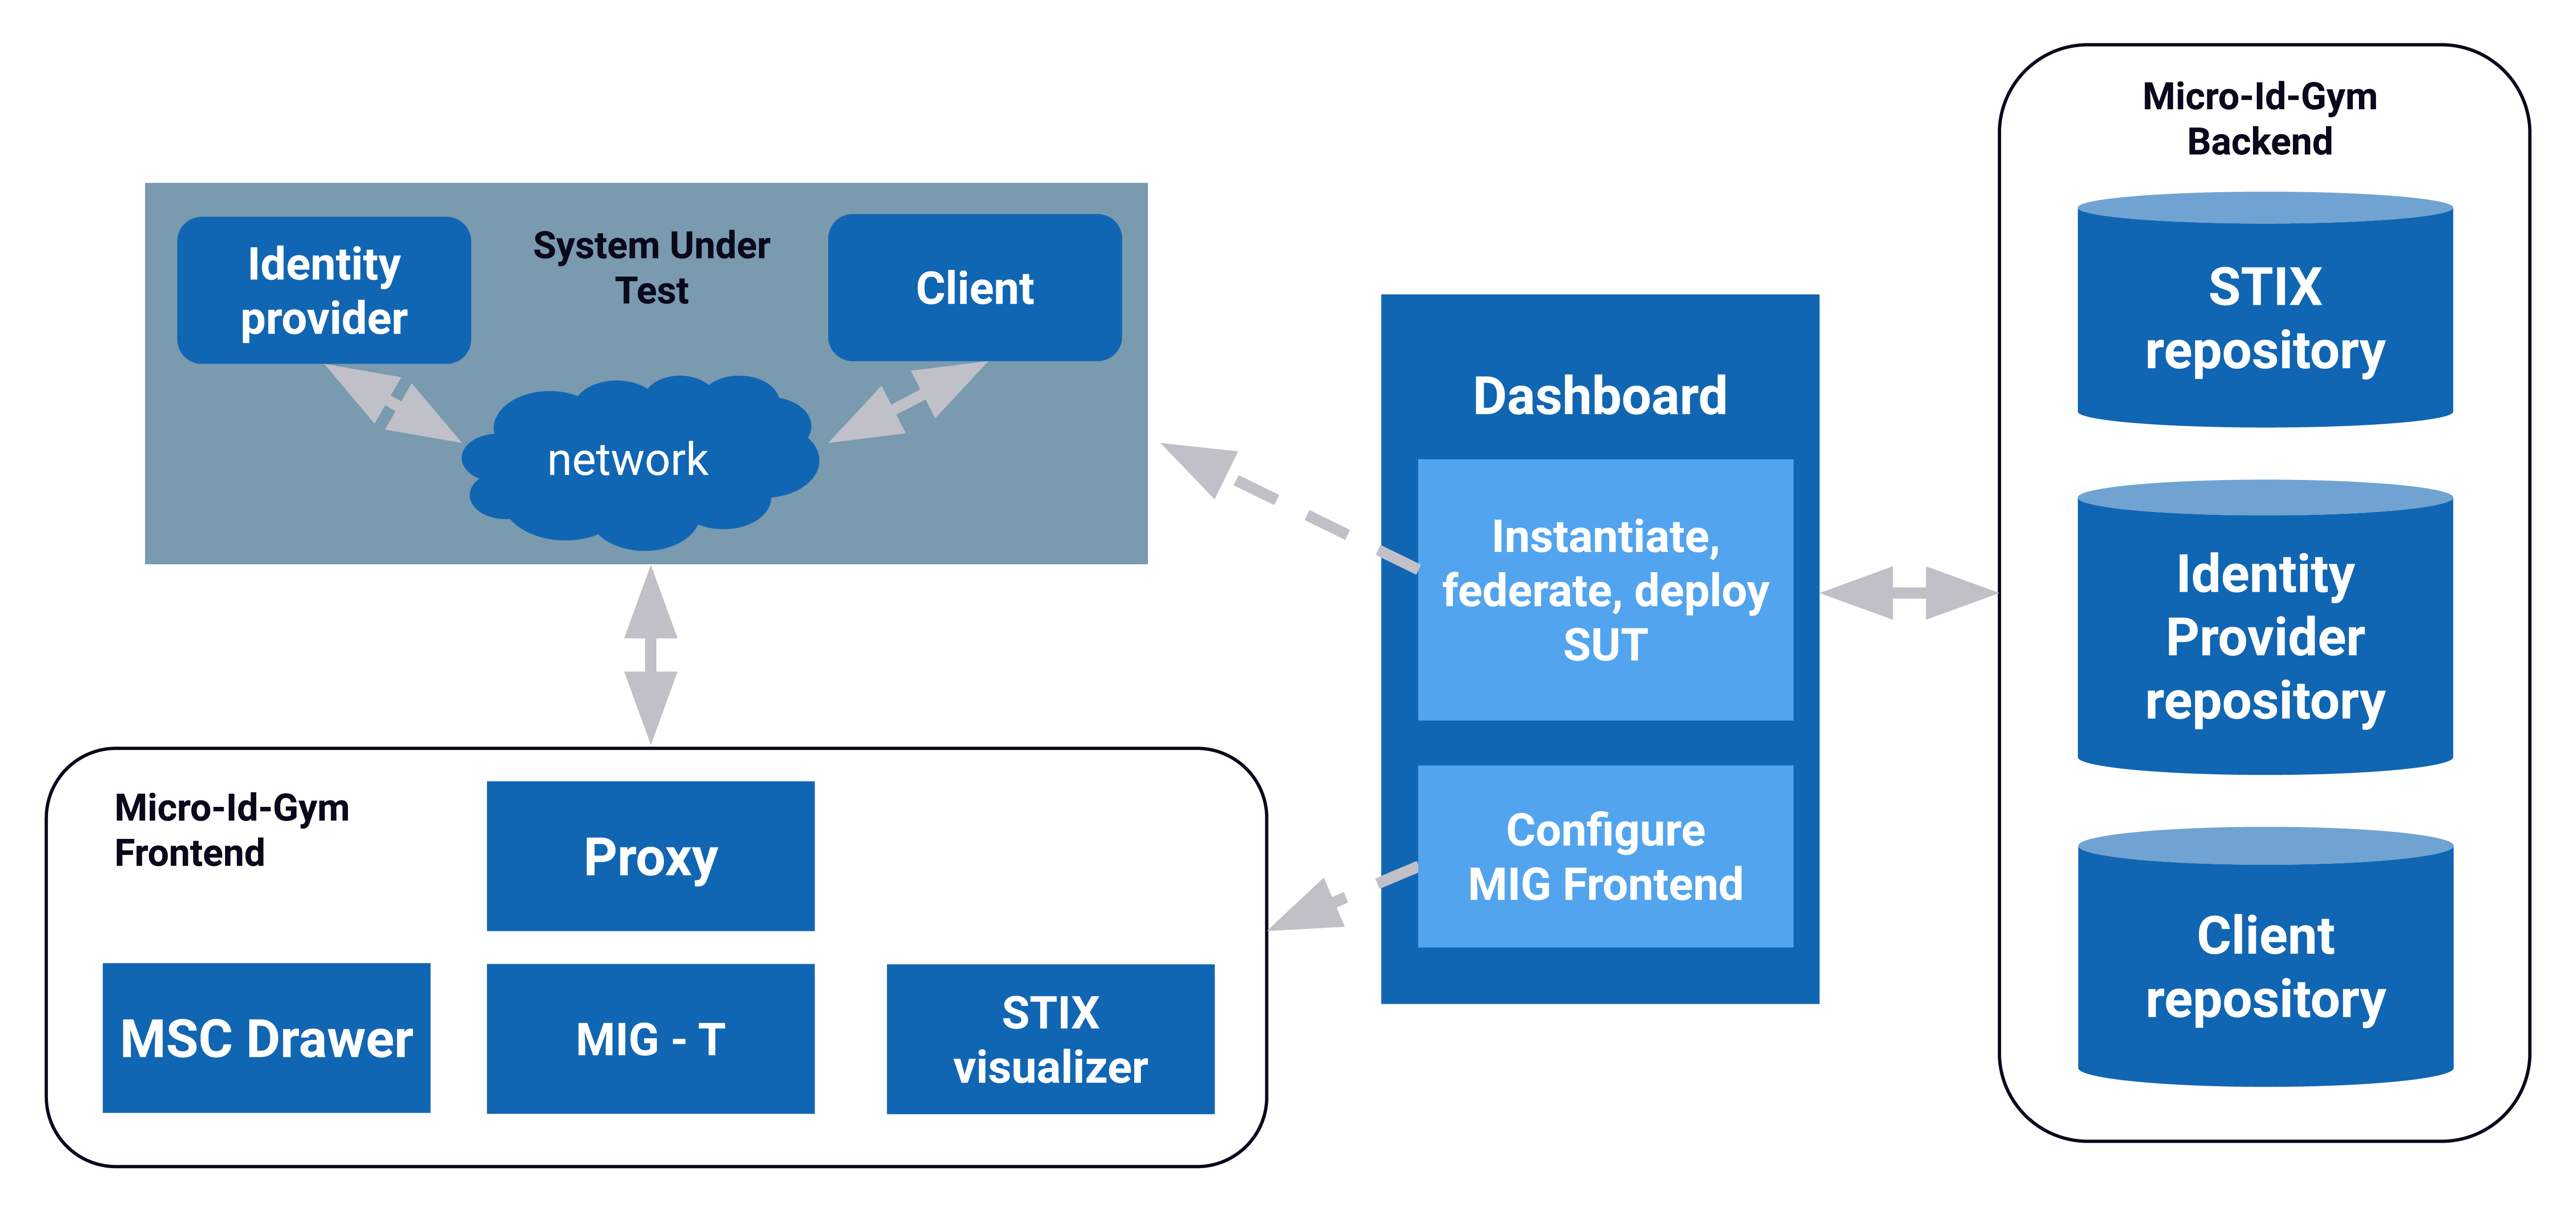 Micro-Id-Gym
Backend
STIX
repository
Identity
Provider
repository
Client
repository
System Under
Test
Identity
provider
Client
network
Dashboard
Instantiate,
federate, deploy
SUT
Configure
MIG Frontend
Micro-Id-Gym
Frontend
Proxy
MSC Drawer
MIG - T
STIX
visualizer